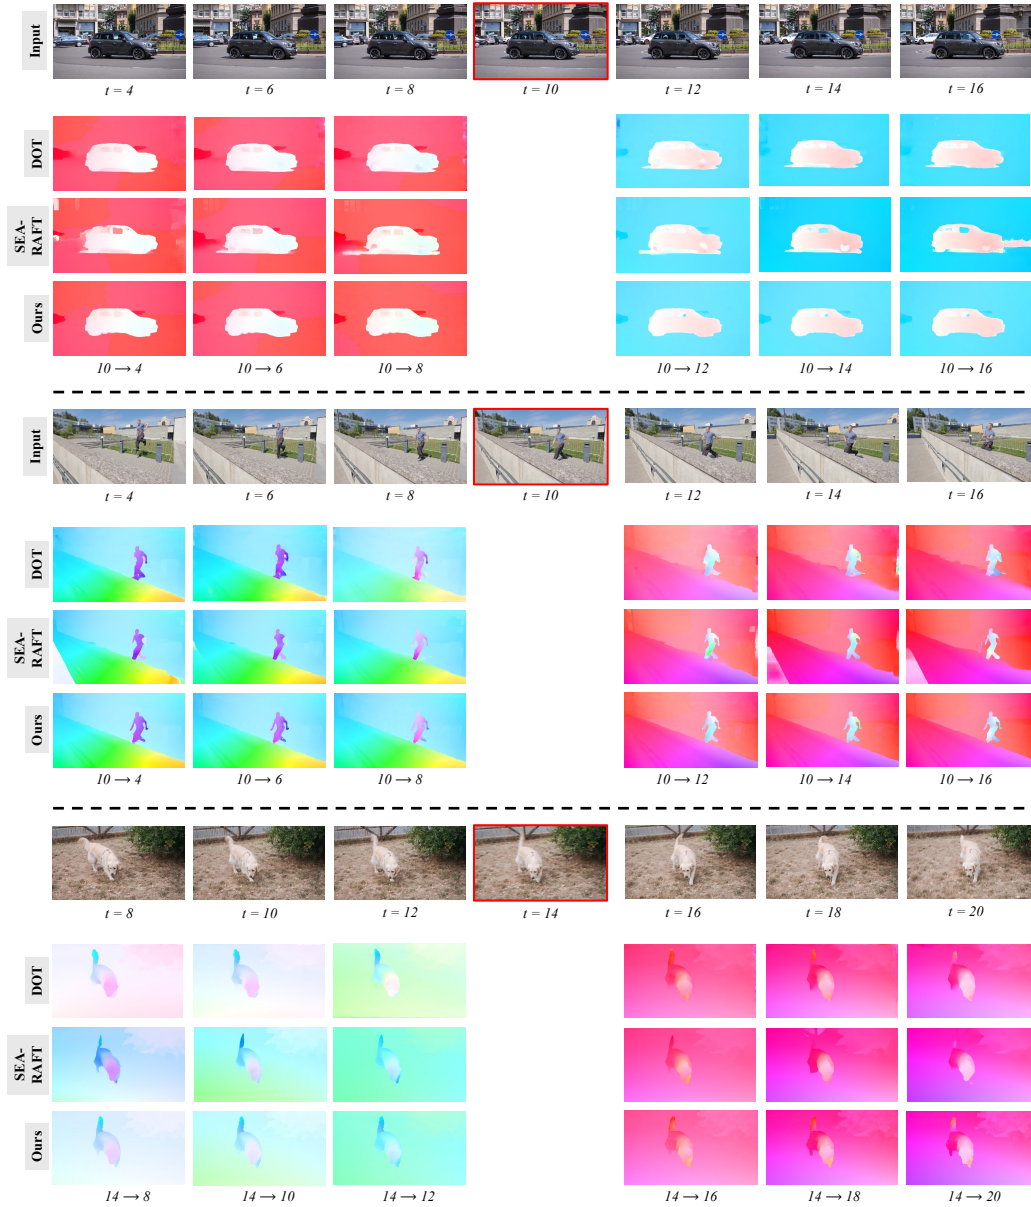 Input
t = 4
t = 6
t = 8
t = 10
t = 12
t = 14
t = 16
DOT
SEA-
RAFT
Ours
10 → 4
10 → 6
10 → 8
10 → 12
10 → 14
10 → 16
Input
t = 4
t = 6
t = 8
t = 10
t = 12
t = 14
t = 16
DOT
SEA-
RAFT
Ours
10 → 4
10 → 6
10 → 8
10 → 12
10 → 14
10 → 16
t = 8
t = 10
t = 12
t = 14
t = 16
t = 18
t = 20
DOT
SEA-
RAFT
Ours
14 → 8
14 → 10
14 → 12
14 → 16
14 → 18
14 → 20